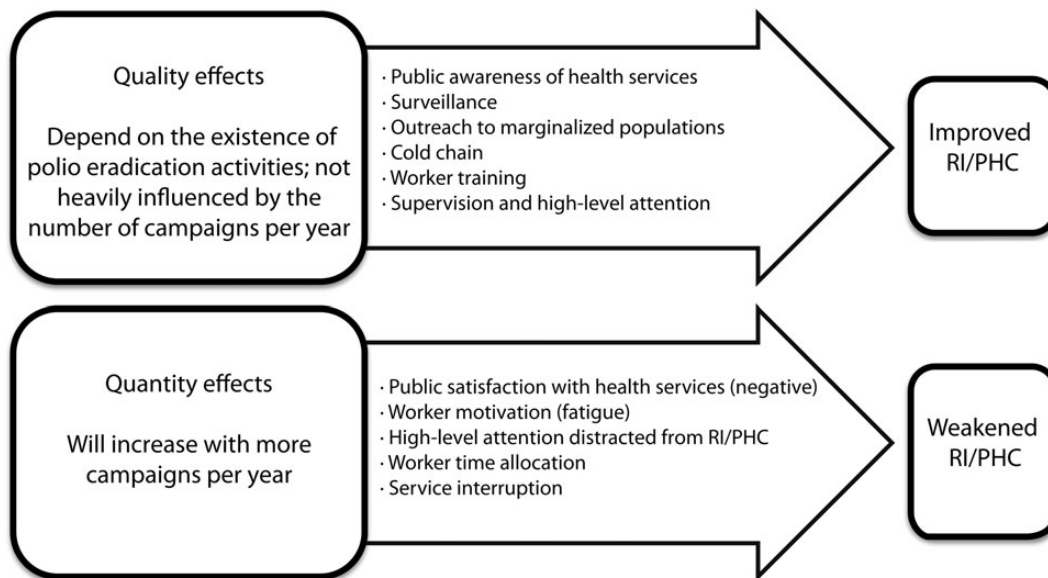 Quality effects
Depend on the existence of
polio eradication activities; not
heavily influenced by the
number of campaigns per year
· Public awareness of health services
· Surveillance
· Outreach to marginalized populations
· Cold chain
· Worker training
· Supervision and high-level attention
Improved
RI/PHC
Quantity effects
Will increase with more
campaigns per year
· Public satisfaction with health services (negative)
· Worker motivation (fatigue)
· High-level attention distracted from RI/PHC
· Worker time allocation
· Service interruption
Weakened
RI/PHC